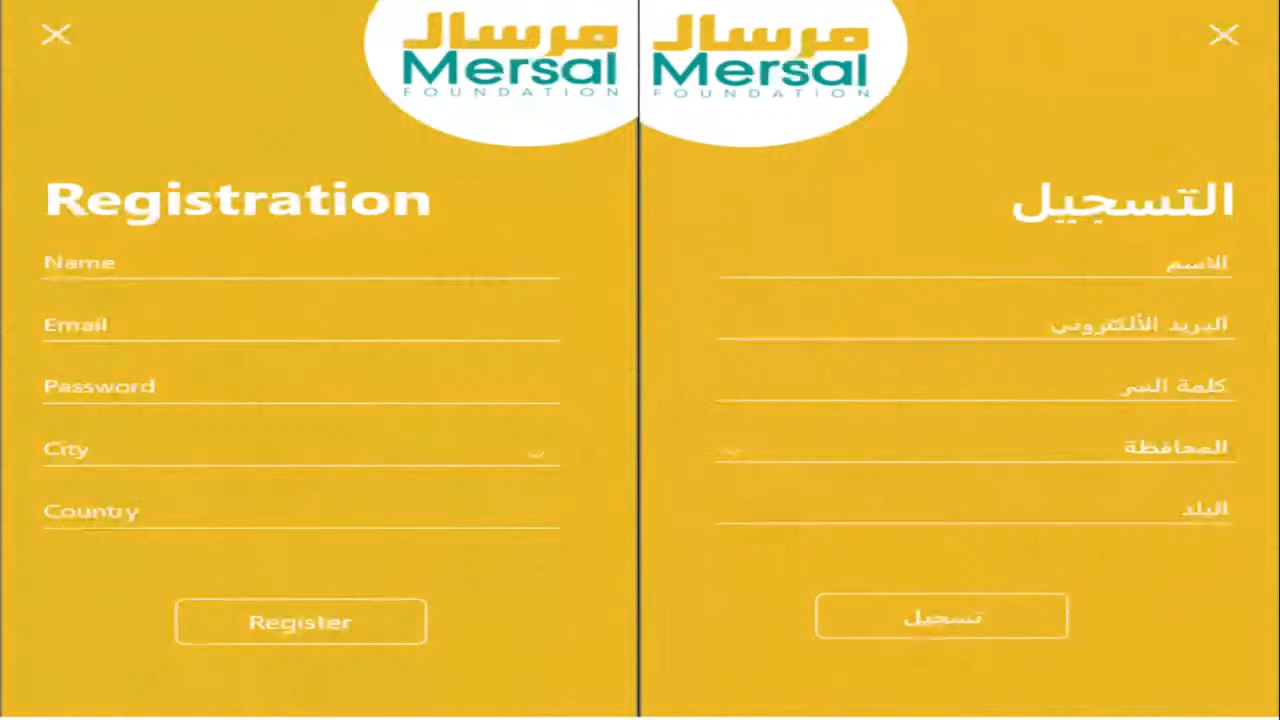 مرسال
Mersal
FOUNDATION
Registration
Name
Email
Password
City
Country
Register
مرسال
Mersal
FOUNDATION
التسجيل
الاسم
البريد الألكترونى
كلمة السر
المحافظة
البلد
تسجيل